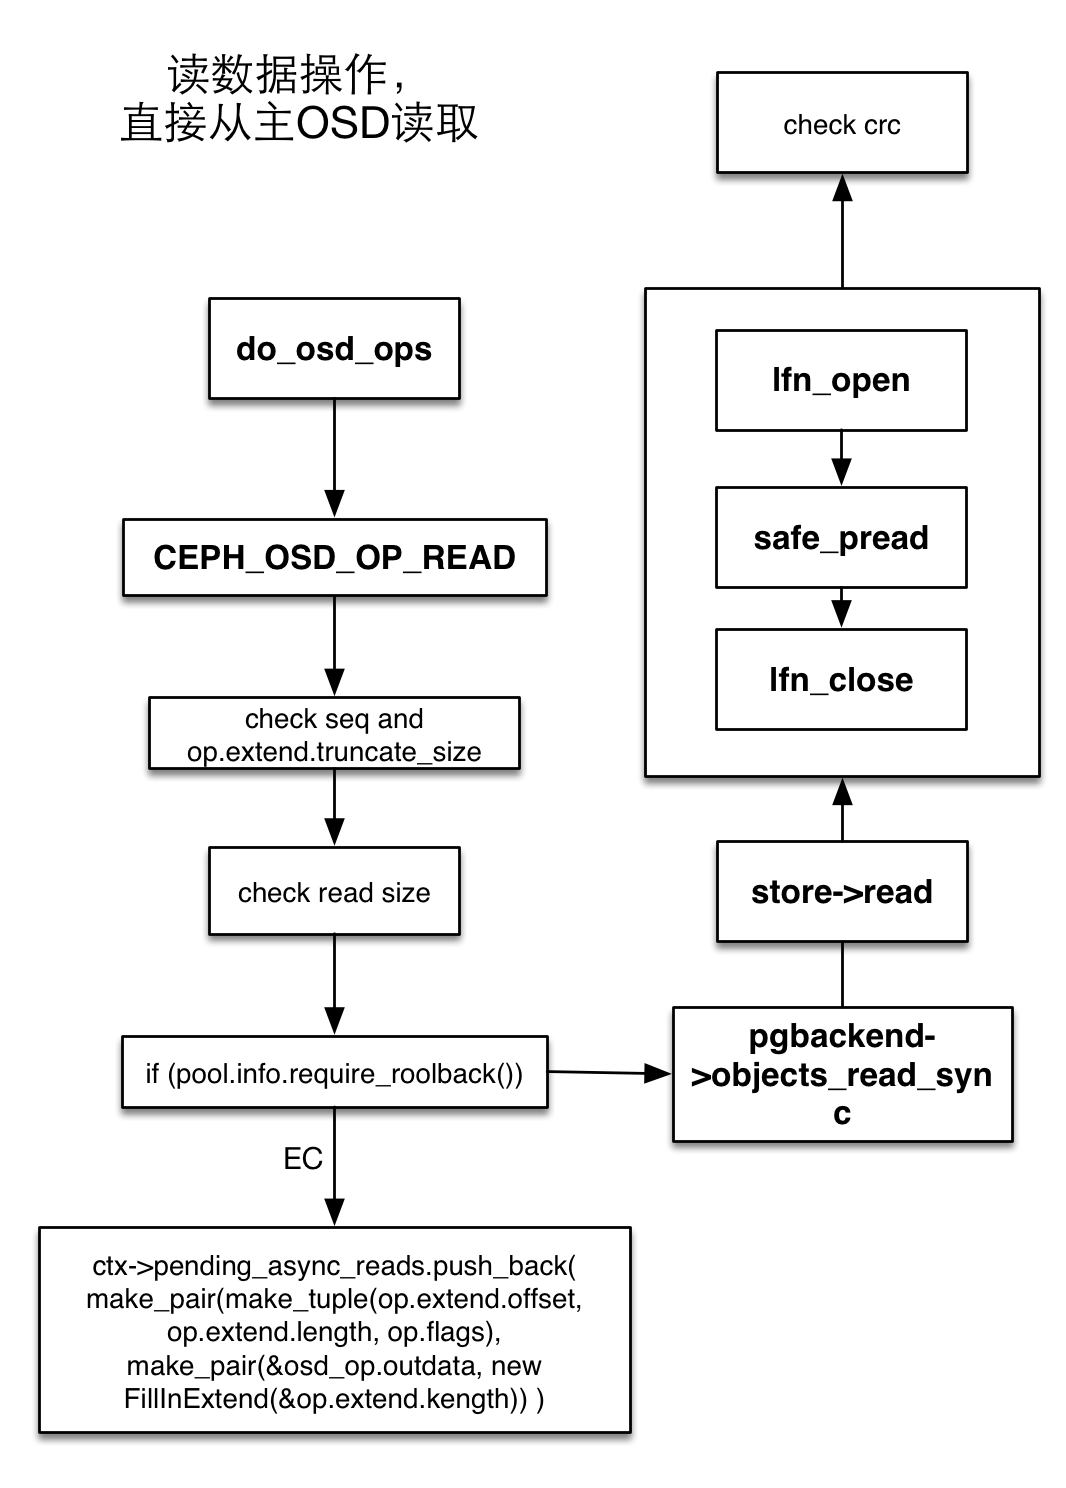 读数据操作，
直接从主OSD读取
do_osd_ops
CEPH_OSD_OP_READ
check seq and
op.extend.truncate_size
check read size
if (pool.info.require_roolback())
EC
ctx->pending_async_reads.push_back(
make_pair(make_tuple(op.extend.offset,
op.extend.length, op.flags),
make_pair(&osd_op.outdata, new
FillInExtend(&op.extend.kength)) )
pgbackend-
>objects_read_syn
c
store->read
lfn_open
safe_pread
lfn_close
check crc